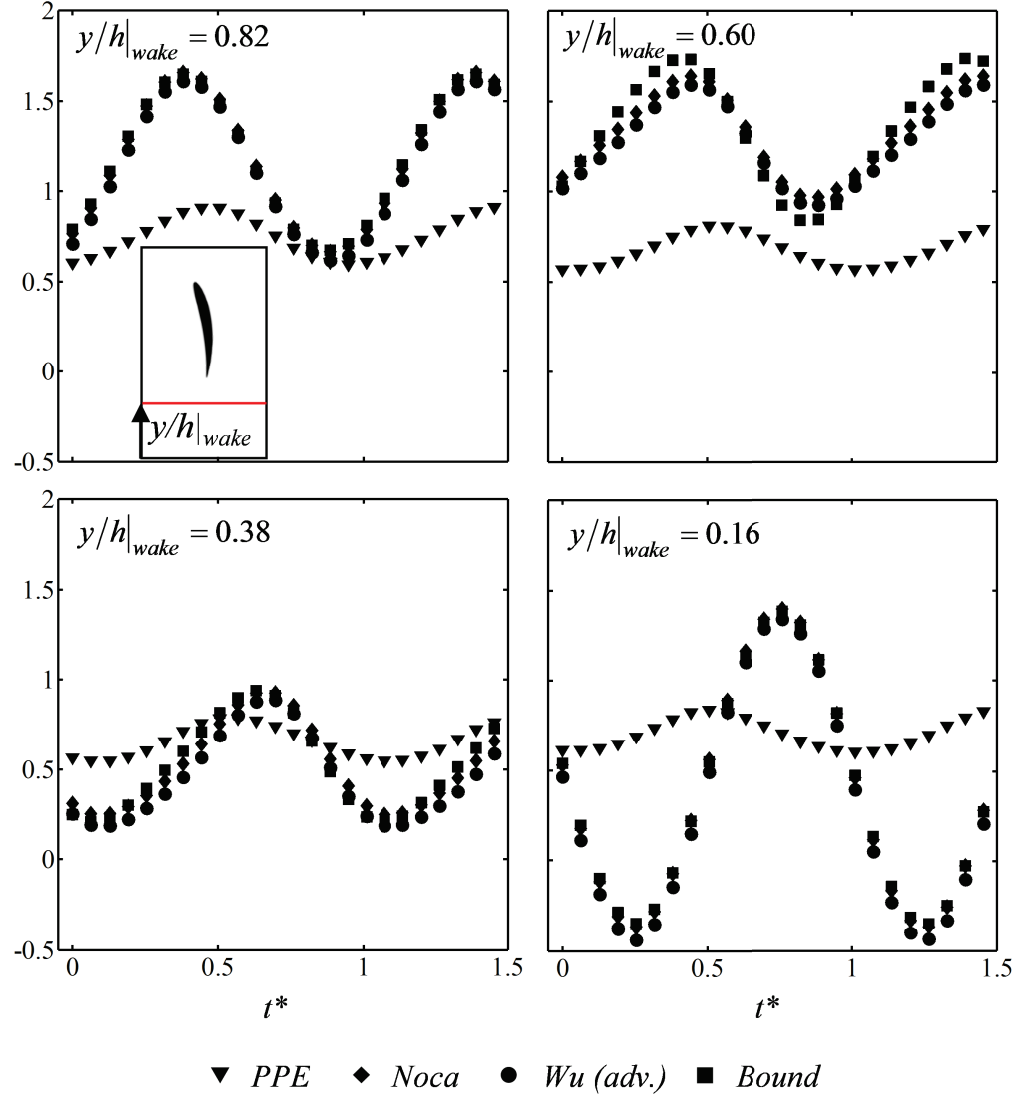 2
1.5
1
0.5
0
-0.5
y/h|wake = 0.82
y/h|wake
y/h|wake = 0.60
2
1.5
1
0.5
0
-0.5
y/h|wake = 0.38
y/h|wake = 0.16
0 0.5 1 1.5
0 0.5 1 1.5
t*
t*
PPE Noca Wu (adv.) Bound